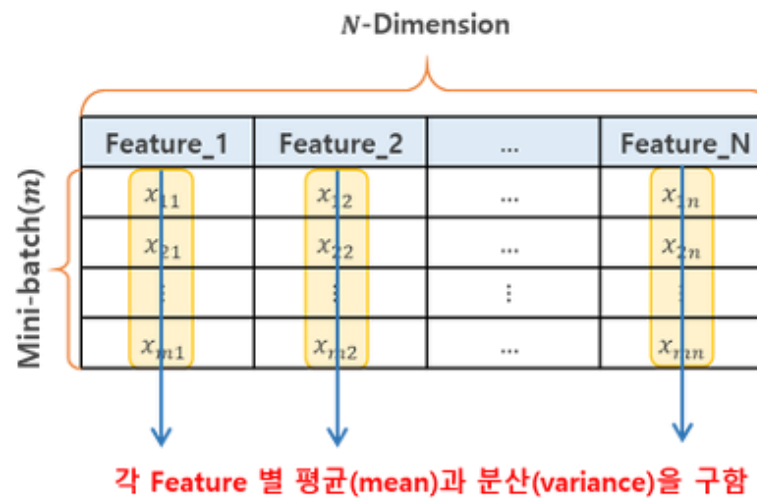 N-Dimension
Feature_1 Feature_2 ... Feature_N
Mini-batch(m)
x₁₁ x₁₂ ... x₁ₙ
x₂₁ x₂₂ ... x₂ₙ
⋮ ⋮ ⋮ ⋮
xₘ₁ xₘ₂ ... xₘₙ
각 Feature 별 평균(mean)과 분산(variance)을 구함